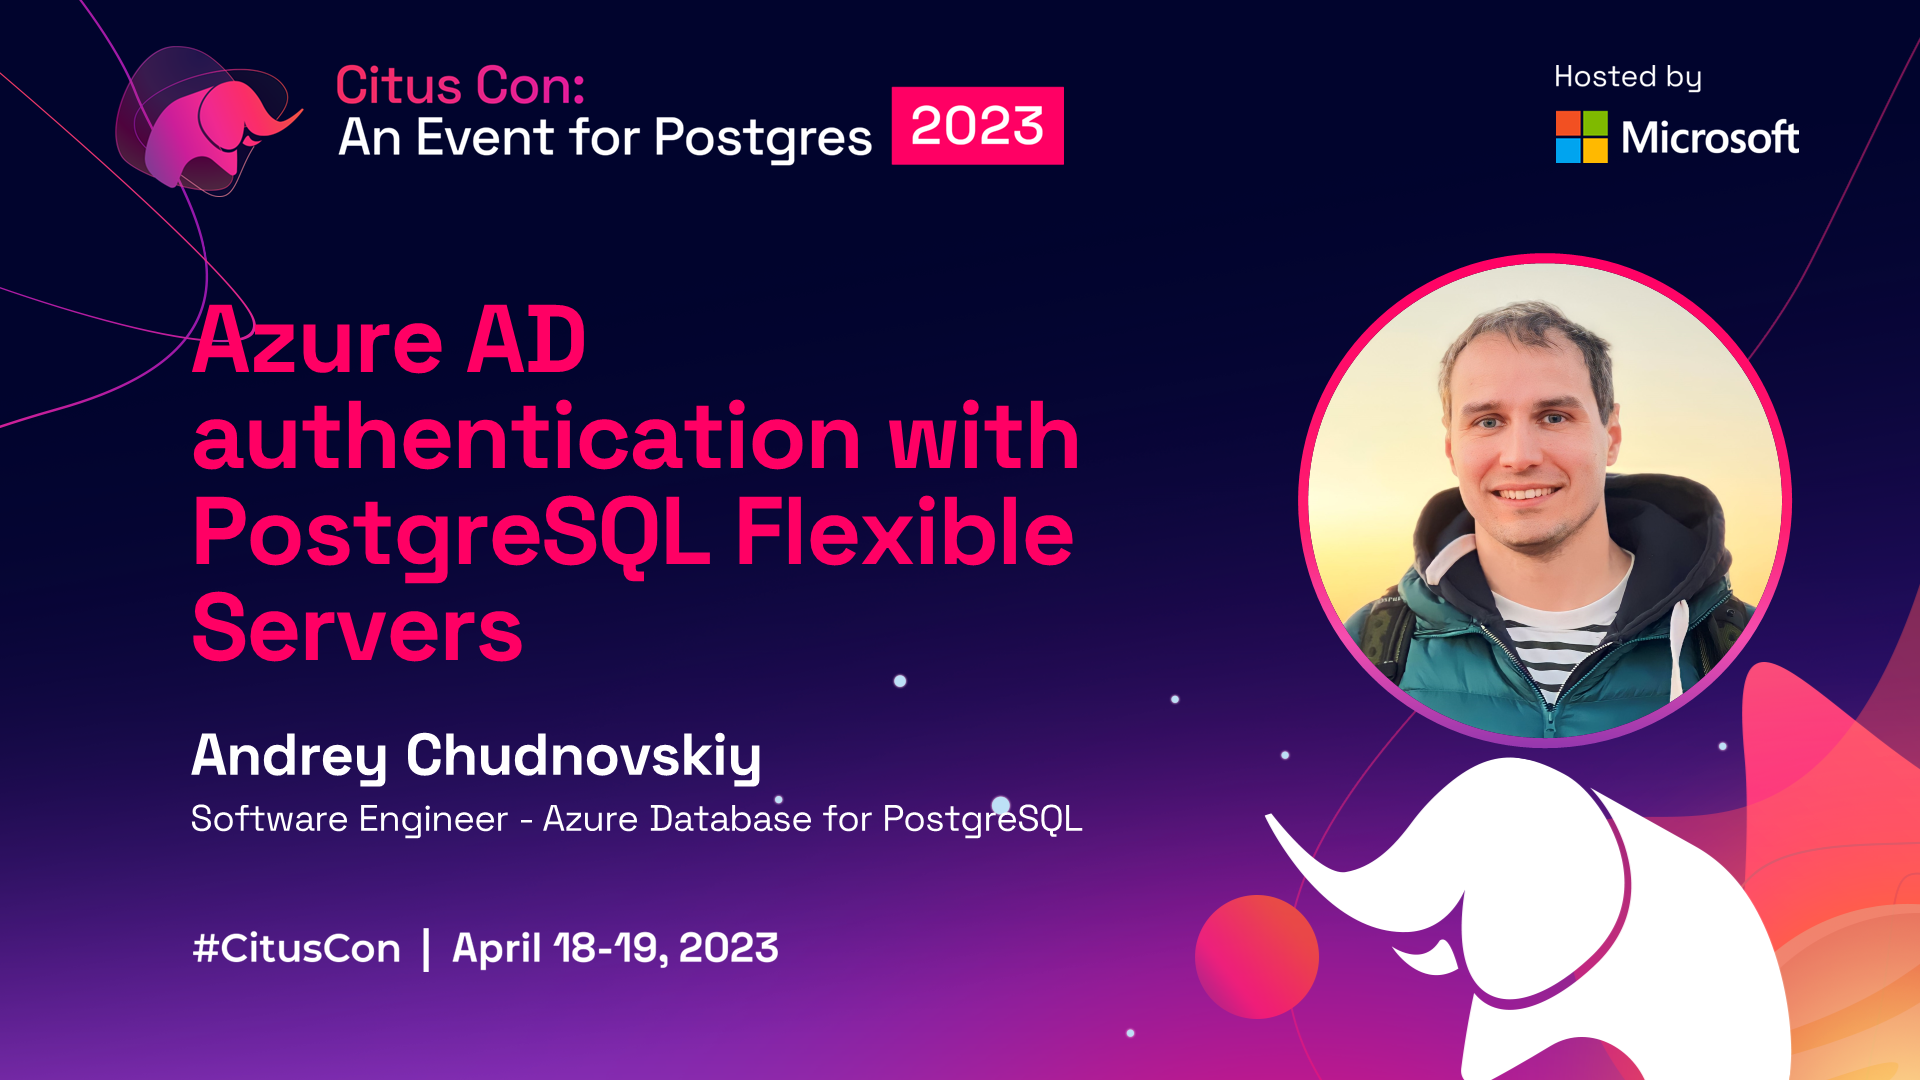 Citus Con:
An Event for Postgres 2023
Hosted by
Microsoft
Azure AD
authentication with
PostgreSQL Flexible
Servers
Andrey Chudnovskiy
Software Engineer - Azure Database for PostgreSQL
#CitusCon | April 18-19, 2023